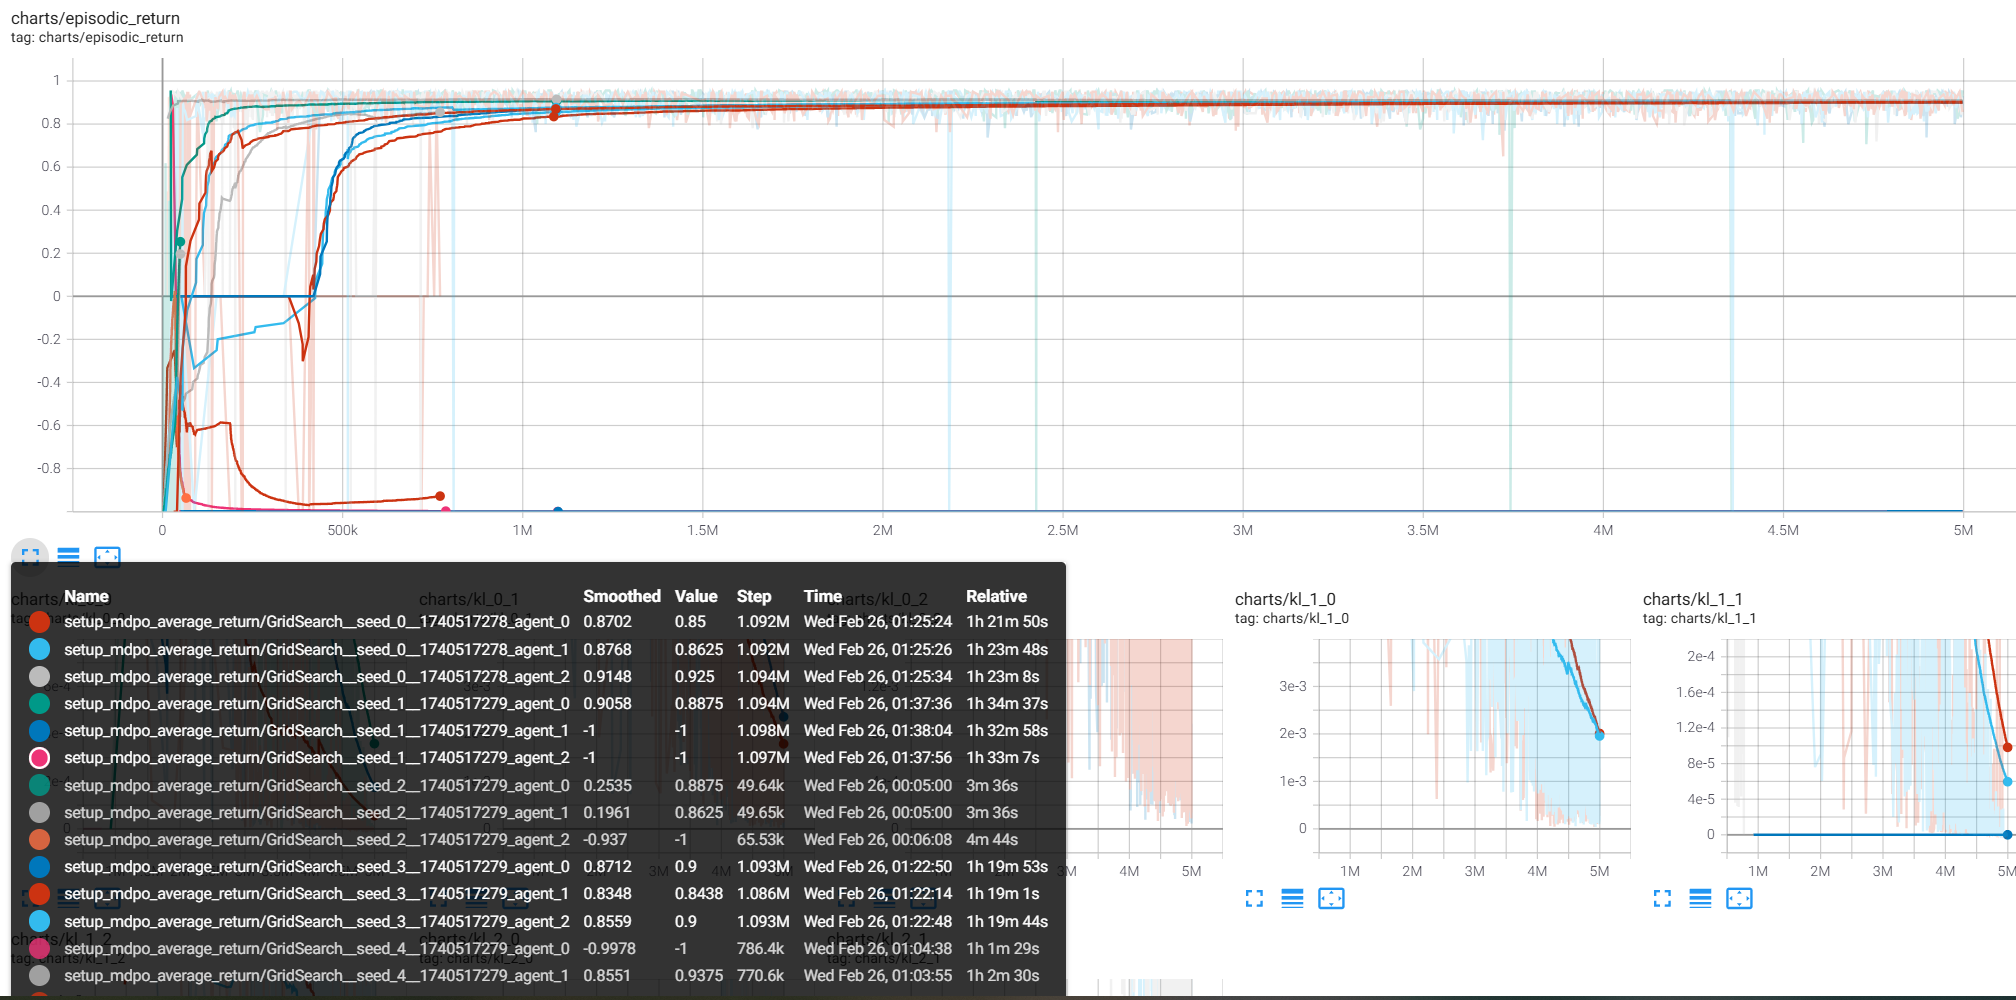 charts/episodic_return
tag: charts/episodic_return
1
0.8
0.6
0.4
0.2
0
-0.2
-0.4
-0.6
-0.8
0 500k 1M 1.5M 2M 2.5M 3M 3.5M 4M 4.5M 5M
Name Smoothed Value Step Time Relative
setup_mdpo_average_return/GridSearch__seed_0__1740517278_agent_0 0.8702 0.85 1.092M Wed Feb 26, 01:25:24 1h 21m 50s
setup_mdpo_average_return/GridSearch__seed_0__1740517278_agent_1 0.8768 0.8625 1.092M Wed Feb 26, 01:25:26 1h 23m 48s
setup_mdpo_average_return/GridSearch__seed_0__1740517278_agent_2 0.9148 0.925 1.094M Wed Feb 26, 01:25:34 1h 23m 8s
setup_mdpo_average_return/GridSearch__seed_1__1740517279_agent_0 0.9058 0.8875 1.094M Wed Feb 26, 01:37:36 1h 34m 37s
setup_mdpo_average_return/GridSearch__seed_1__1740517279_agent_1 -1 -1 1.098M Wed Feb 26, 01:38:04 1h 32m 58s
setup_mdpo_average_return/GridSearch__seed_1__1740517279_agent_2 -1 -1 1.097M Wed Feb 26, 01:37:56 1h 33m 7s
setup_mdpo_average_return/GridSearch__seed_2__1740517279_agent_0 0.2535 0.8875 49.64k Wed Feb 26, 00:05:00 3m 36s
setup_mdpo_average_return/GridSearch__seed_2__1740517279_agent_1 0.1961 0.8625 49.65k Wed Feb 26, 00:05:00 3m 36s
setup_mdpo_average_return/GridSearch__seed_2__1740517279_agent_2 -0.937 -1 65.53k Wed Feb 26, 00:06:08 4m 44s
setup_mdpo_average_return/GridSearch__seed_3__1740517279_agent_0 0.8712 0.9 1.093M Wed Feb 26, 01:22:50 1h 19m 53s
setup_mdpo_average_return/GridSearch__seed_3__1740517279_agent_1 0.8348 0.8438 1.086M Wed Feb 26, 01:22:14 1h 19m 1s
setup_mdpo_average_return/GridSearch__seed_3__1740517279_agent_2 0.8559 0.9 1.093M Wed Feb 26, 01:22:48 1h 19m 44s
setup_mdpo_average_return/GridSearch__seed_4__1740517279_agent_0 -0.9978 -1 786.4k Wed Feb 26, 01:04:38 1h 1m 29s
setup_mdpo_average_return/GridSearch__seed_4__1740517279_agent_1 0.8551 0.9375 770.6k Wed Feb 26, 01:03:55 1h 2m 30s
charts/kl_0_1
charts/kl_0_2
3M 4M 5M
charts/kl_1_0
tag: charts/kl_1_0
3e-3
2e-3
1e-3
0
1M 2M 3M 4M 5M
charts/kl_1_1
tag: charts/kl_1_1
2e-4
1.6e-4
1.2e-4
8e-5
4e-5
0
1M 2M 3M 4M 5M
charts/kl_1_2
charts/kl_2_0
charts/kl_2_1